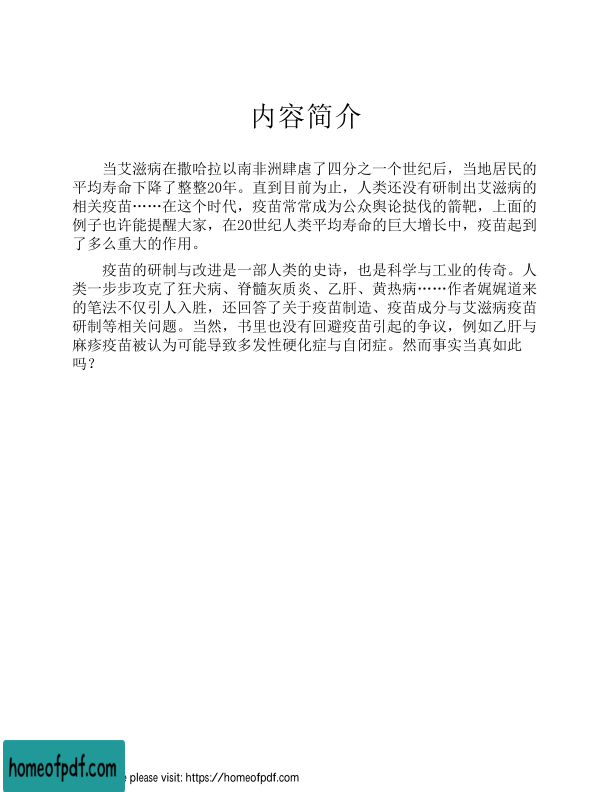 内容简介
当艾滋病在撒哈拉以南非洲肆虐了四分之一个世纪后，当地居民的
平均寿命下降了整整20年。直到目前为止，人类还没有研制出艾滋病的
相关疫苗……在这个时代，疫苗常常成为公众舆论挞伐的箭靶，上面的
例子也许能提醒大家，在20世纪人类平均寿命的巨大增长中，疫苗起到
了多么重大的作用。
疫苗的研制与改进是一部人类的史诗，也是科学与工业的传奇。人
类一步步攻克了狂犬病、脊髓灰质炎、乙肝、黄热病……作者娓娓道来
的笔法不仅引人入胜，还回答了关于疫苗制造、疫苗成分与艾滋病疫苗
研制等相关问题。当然，书里也没有回避疫苗引起的争议，例如乙肝与
麻疹疫苗被认为可能导致多发性硬化症与自闭症。然而事实当真如此
吗？
homeofpdf.com
please visit: https://homeofpdf.com